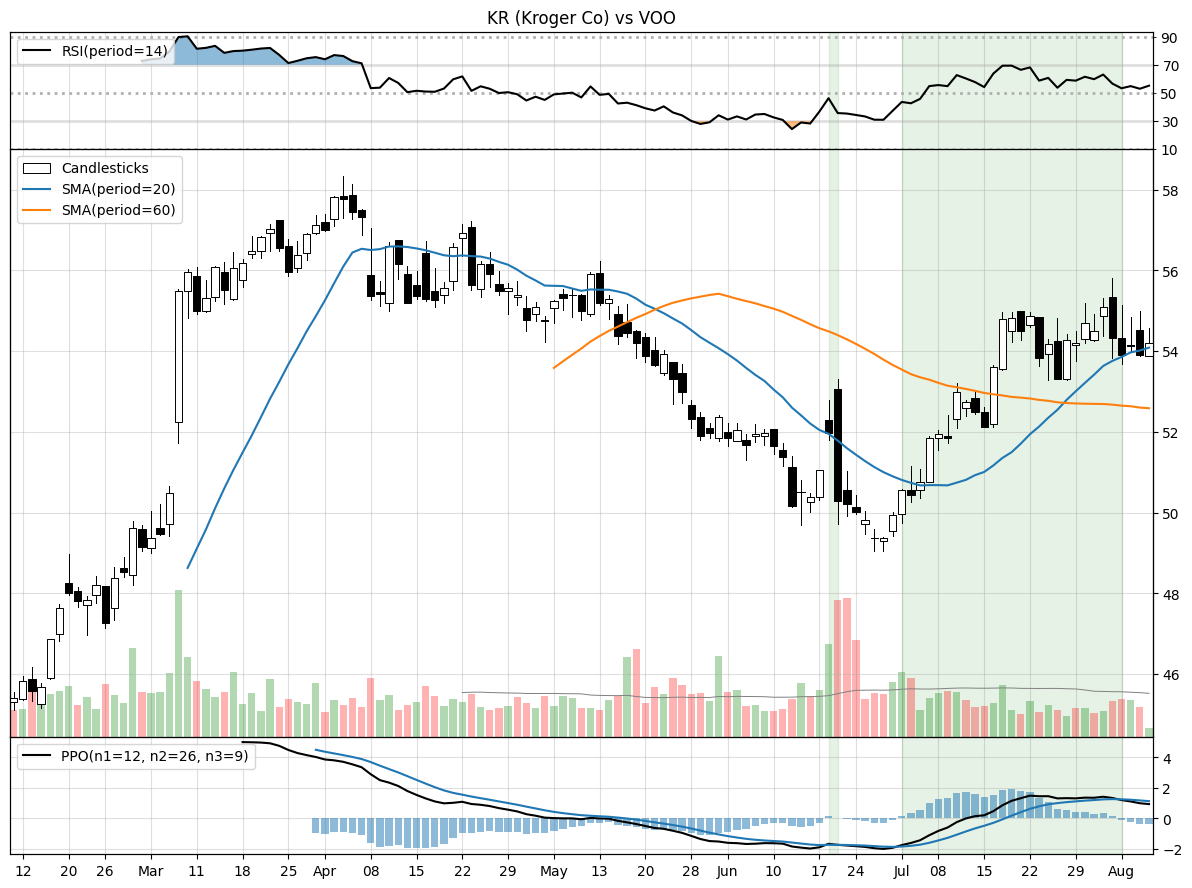 KR (Kroger Co) vs VOO
RSI(period=14)
90
70
50
30
10
Candlesticks
SMA(period=20)
SMA(period=60)
58
56
54
52
50
48
46
PPO(n1=12, n2=26, n3=9)
4
2
0
−2
12 20 26 Mar 11 18 25 Apr 08 15 22 29 May 13 20 28 Jun 10 17 24 Jul 08 15 22 29 Aug